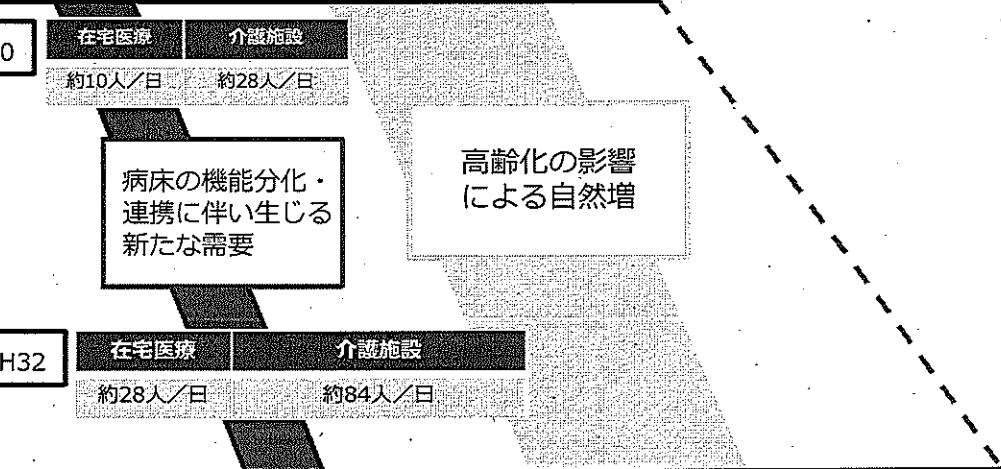 0
在宅医療 介護施設
約10人／日 約28人／日
病床の機能分化・
連携に伴い生じる
新たな需要
高齢化の影響
による自然増
H32
在宅医療 介護施設
約28人／日 約84人／日